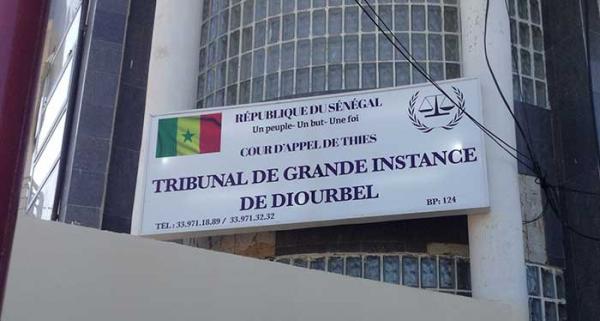 RÉPUBLIQUE DU SÉNÉGAL
Un peuple- Un but- Une foi
COUR D'APPEL DE THIES
TRIBUNAL DE GRANDE INSTANCE
DE DIOURBEL
TÉL : 33.971.18.89 / 33.971.32.32
BP: 124